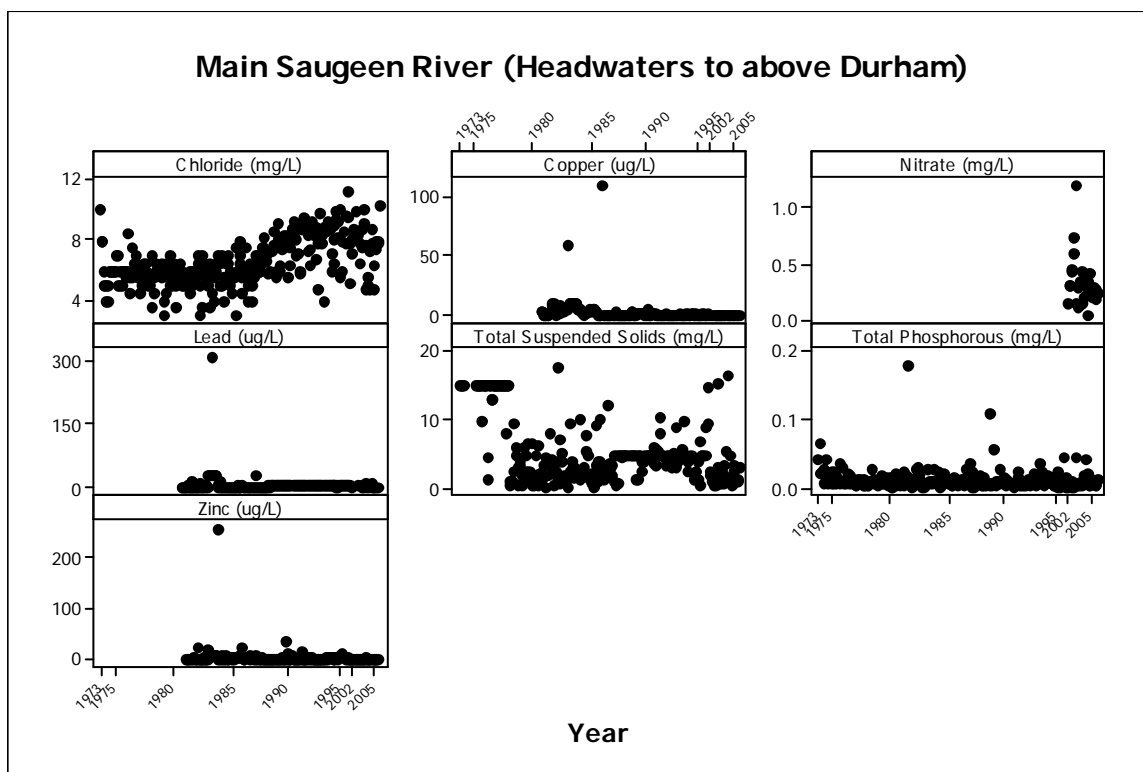 Main Saugeen River (Headwaters to above Durham)
1973 1975 1980 1985 1990 1995 2002 2005
Chloride (mg/L) Copper (ug/L) Nitrate (mg/L)
12
8
4
100
50
0
1.0
0.5
0.0
Lead (ug/L) Total Suspended Solids (mg/L) Total Phosphorous (mg/L)
300
150
0
20
10
0
0.2
0.1
0.0
1973 1975 1980 1985 1990 1995 2002 2005
Zinc (ug/L)
200
100
0
1973 1975 1980 1985 1990 1995 2002 2005
Year